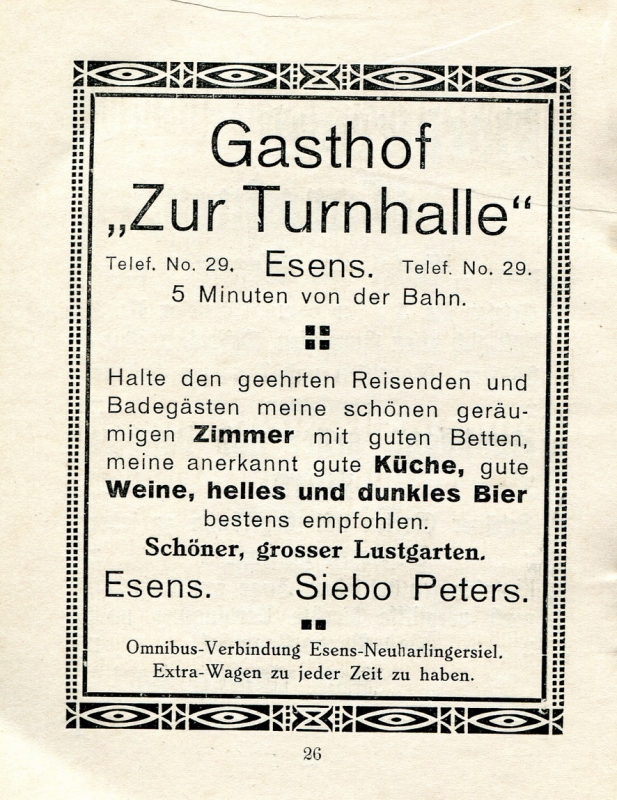 Gasthof
„Zur Turnhalle“
Telef. No. 29. Esens. Telef. No. 29.
5 Minuten von der Bahn.
Halte den geehrten Reisenden und
Badegästen meine schönen geräu-
migen Zimmer mit guten Betten,
meine anerkannt gute Küche, gute
Weine, helles und dunkles Bier
bestens empfohlen.
Schöner, grosser Lustgarten.
Esens. Siebo Peters.
Omnibus-Verbindung Esens-Neuharlingersiel.
Extra-Wagen zu jeder Zeit zu haben.
26